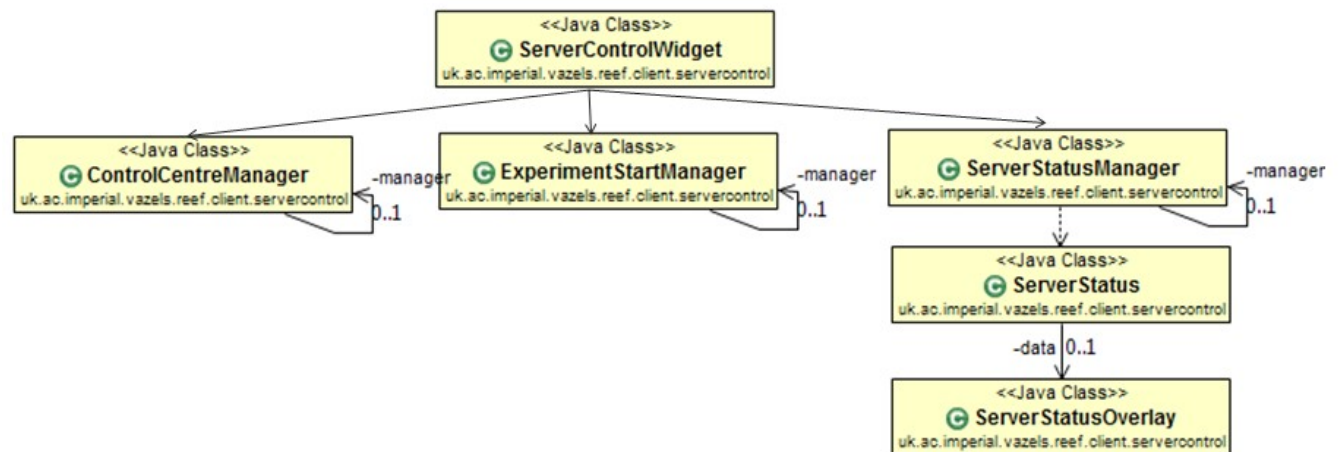 <<Java Class>>
ServerControlWidget
uk.ac.imperial.vazels.reef.client.servercontrol
<<Java Class>>
ControlCentreManager
uk.ac.imperial.vazels.reef.client.servercontrol
-manager
0..1
<<Java Class>>
ExperimentStartManager
uk.ac.imperial.vazels.reef.client.servercontrol
-manager
0..1
<<Java Class>>
ServerStatusManager
uk.ac.imperial.vazels.reef.client.servercontrol
-manager
0..1
<<Java Class>>
ServerStatus
uk.ac.imperial.vazels.reef.client.servercontrol
-data 0..1
<<Java Class>>
ServerStatusOverlay
uk.ac.imperial.vazels.reef.client.servercontrol